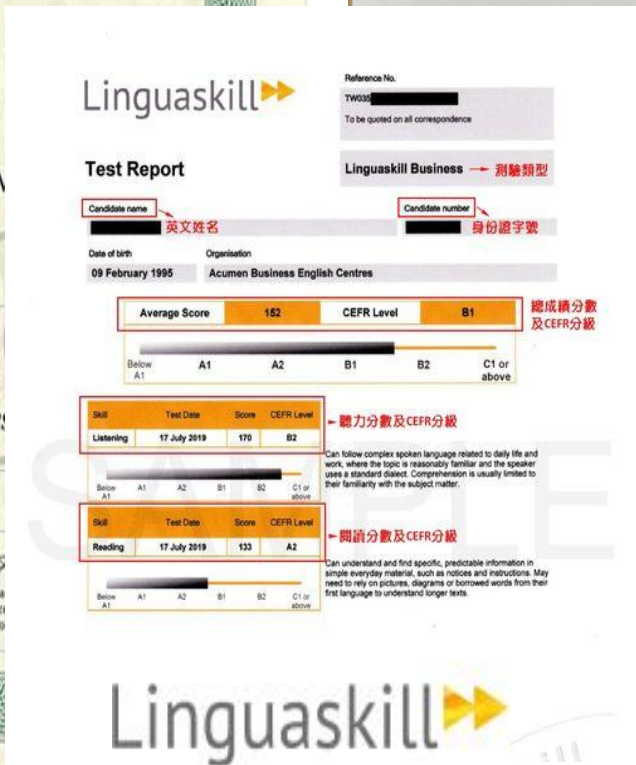 Linguaskill
Reference No.
TW035
To be quoted on all correspondence
Test Report
Linguaskill Business → 測驗類型
Candidate name
英文姓名
Candidate number
身份證字號
Date of birth
Organisation
09 February 1995
Acumen Business English Centres
Average Score 152 CEFR Level B1
總成績分數
及CEFR分級
Below A1 A1 A2 B1 B2 C1 or above
Skill Test Date Score CEFR Level
聽力分數及CEFR分級
Listening 17 July 2019 170 B2
Can follow complex spoken language related to daily life and
work, where the topic is reasonably familiar and the speaker
uses a standard dialect. Comprehension is usually limited to
their familiarity with the subject matter.
Below A1 A1 A2 B1 B2 C1 or above
SAMPLE
Skill Test Date Score CEFR Level
閱讀分數及CEFR分級
Reading 17 July 2019 133 A2
Can understand and find specific, predictable information in
simple everyday material, such as notices and instructions. May
need to rely on pictures, diagrams or borrowed words from their
first language to understand longer texts.
Below A1 A1 A2 B1 B2 C1 or above
Linguaskill